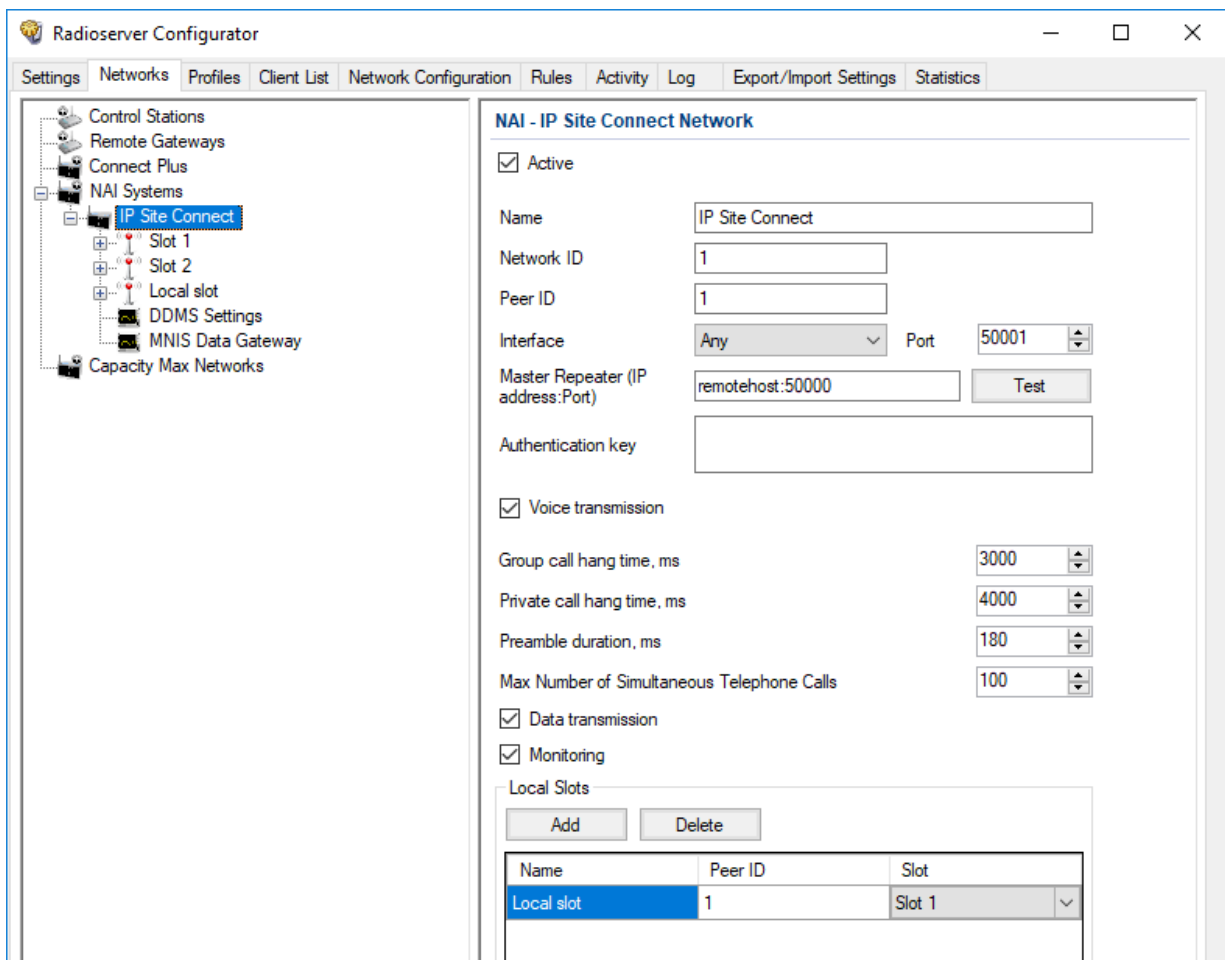 Radioserver Configurator
Settings Networks Profiles Client List Network Configuration Rules Activity Log Export/Import Settings Statistics
Control Stations
Remote Gateways
Connect Plus
NAI Systems
IP Site Connect
Slot 1
Slot 2
Local slot
DDMS Settings
MNIS Data Gateway
Capacity Max Networks
NAI - IP Site Connect Network
Active
Name IP Site Connect
Network ID 1
Peer ID 1
Interface Any Port 50001
Master Repeater (IP
address:Port) remotehost:50000 Test
Authentication key
Voice transmission
Group call hang time, ms 3000
Private call hang time, ms 4000
Preamble duration, ms 180
Max Number of Simultaneous Telephone Calls 100
Data transmission
Monitoring
Local Slots
Add Delete
Name Peer ID Slot
Local slot 1 Slot 1